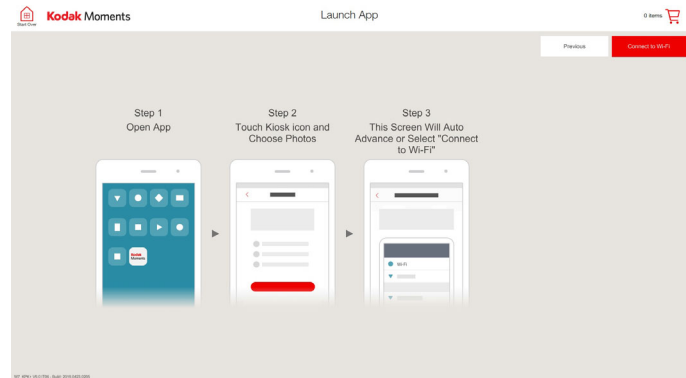 Kodak Moments
Launch App
0 items
Start Over
Previous
Connect to Wi-Fi
Step 1
Open App
Step 2
Touch Kiosk icon and
Choose Photos
Step 3
This Screen Will Auto
Advance or Select "Connect
to Wi-Fi"
Kodak
Moments
Wi-Fi